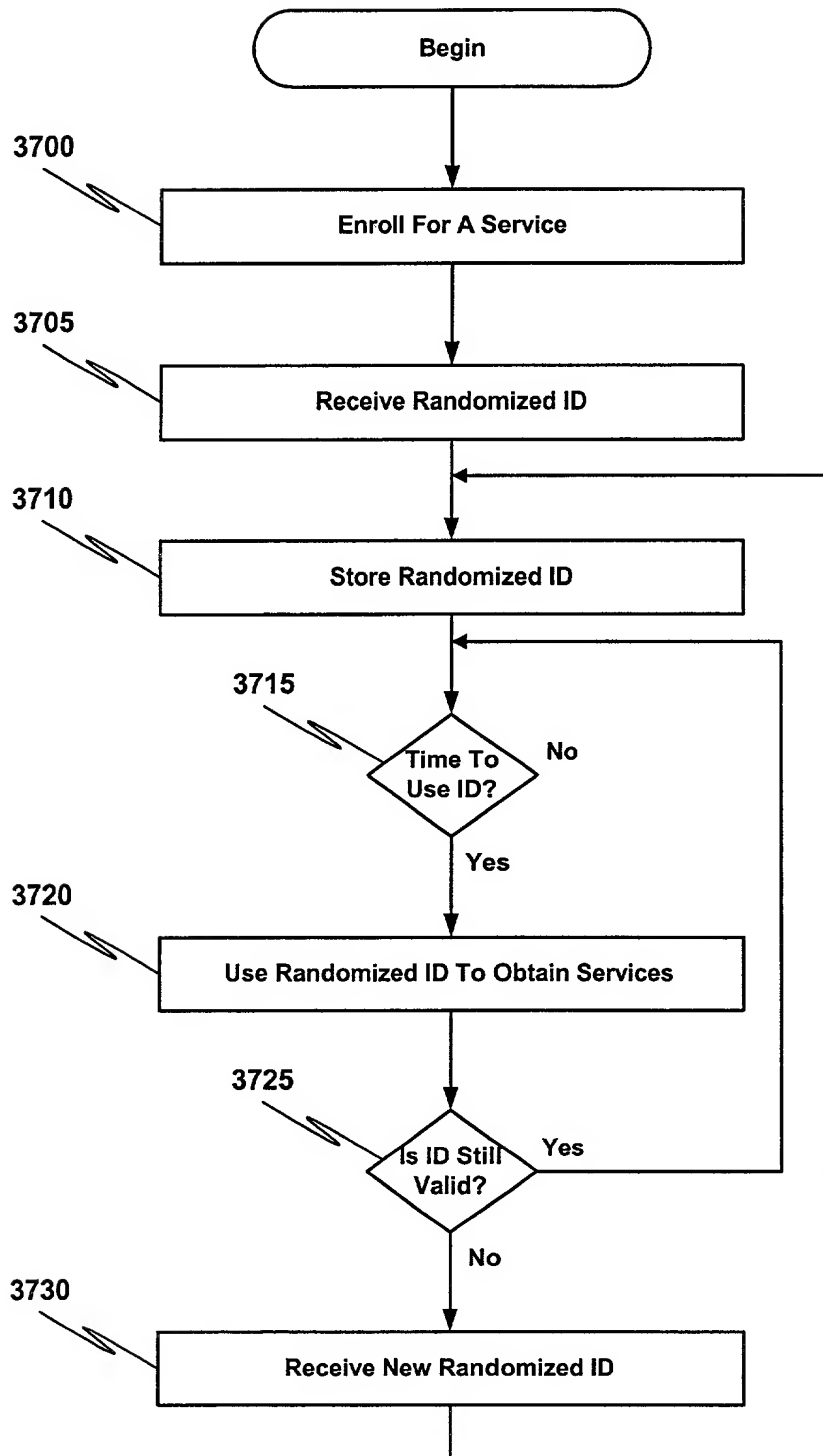 Begin
3700
Enroll For A Service
3705
Receive Randomized ID
3710
Store Randomized ID
3715
Time To
Use ID?
No
Yes
3720
Use Randomized ID To Obtain Services
3725
Is ID Still
Valid?
Yes
No
3730
Receive New Randomized ID